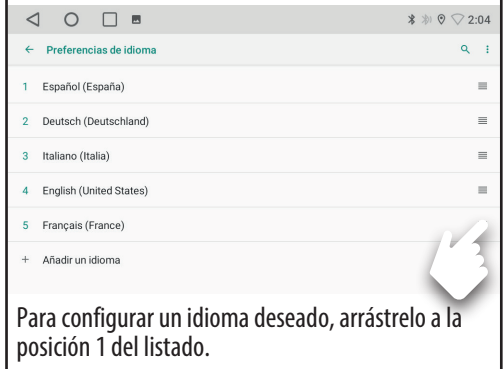 2:04
Preferencias de idioma
1 Español (España)
2 Deutsch (Deutschland)
3 Italiano (Italia)
4 English (United States)
5 Français (France)
+ Añadir un idioma
Para configurar un idioma deseado, arrástrelo a la
posición 1 del listado.